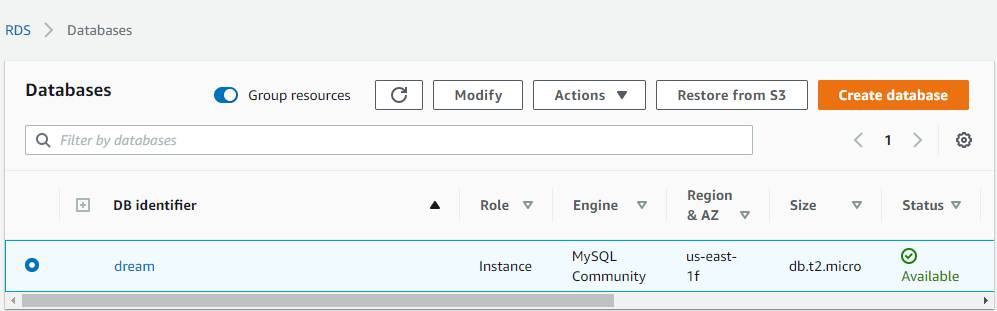 RDS > Databases
Databases Group resources Modify Actions Restore from S3 Create database
Filter by databases 1
DB identifier Role Engine Region & AZ Size Status
dream Instance MySQL Community us-east-1f db.t2.micro Available